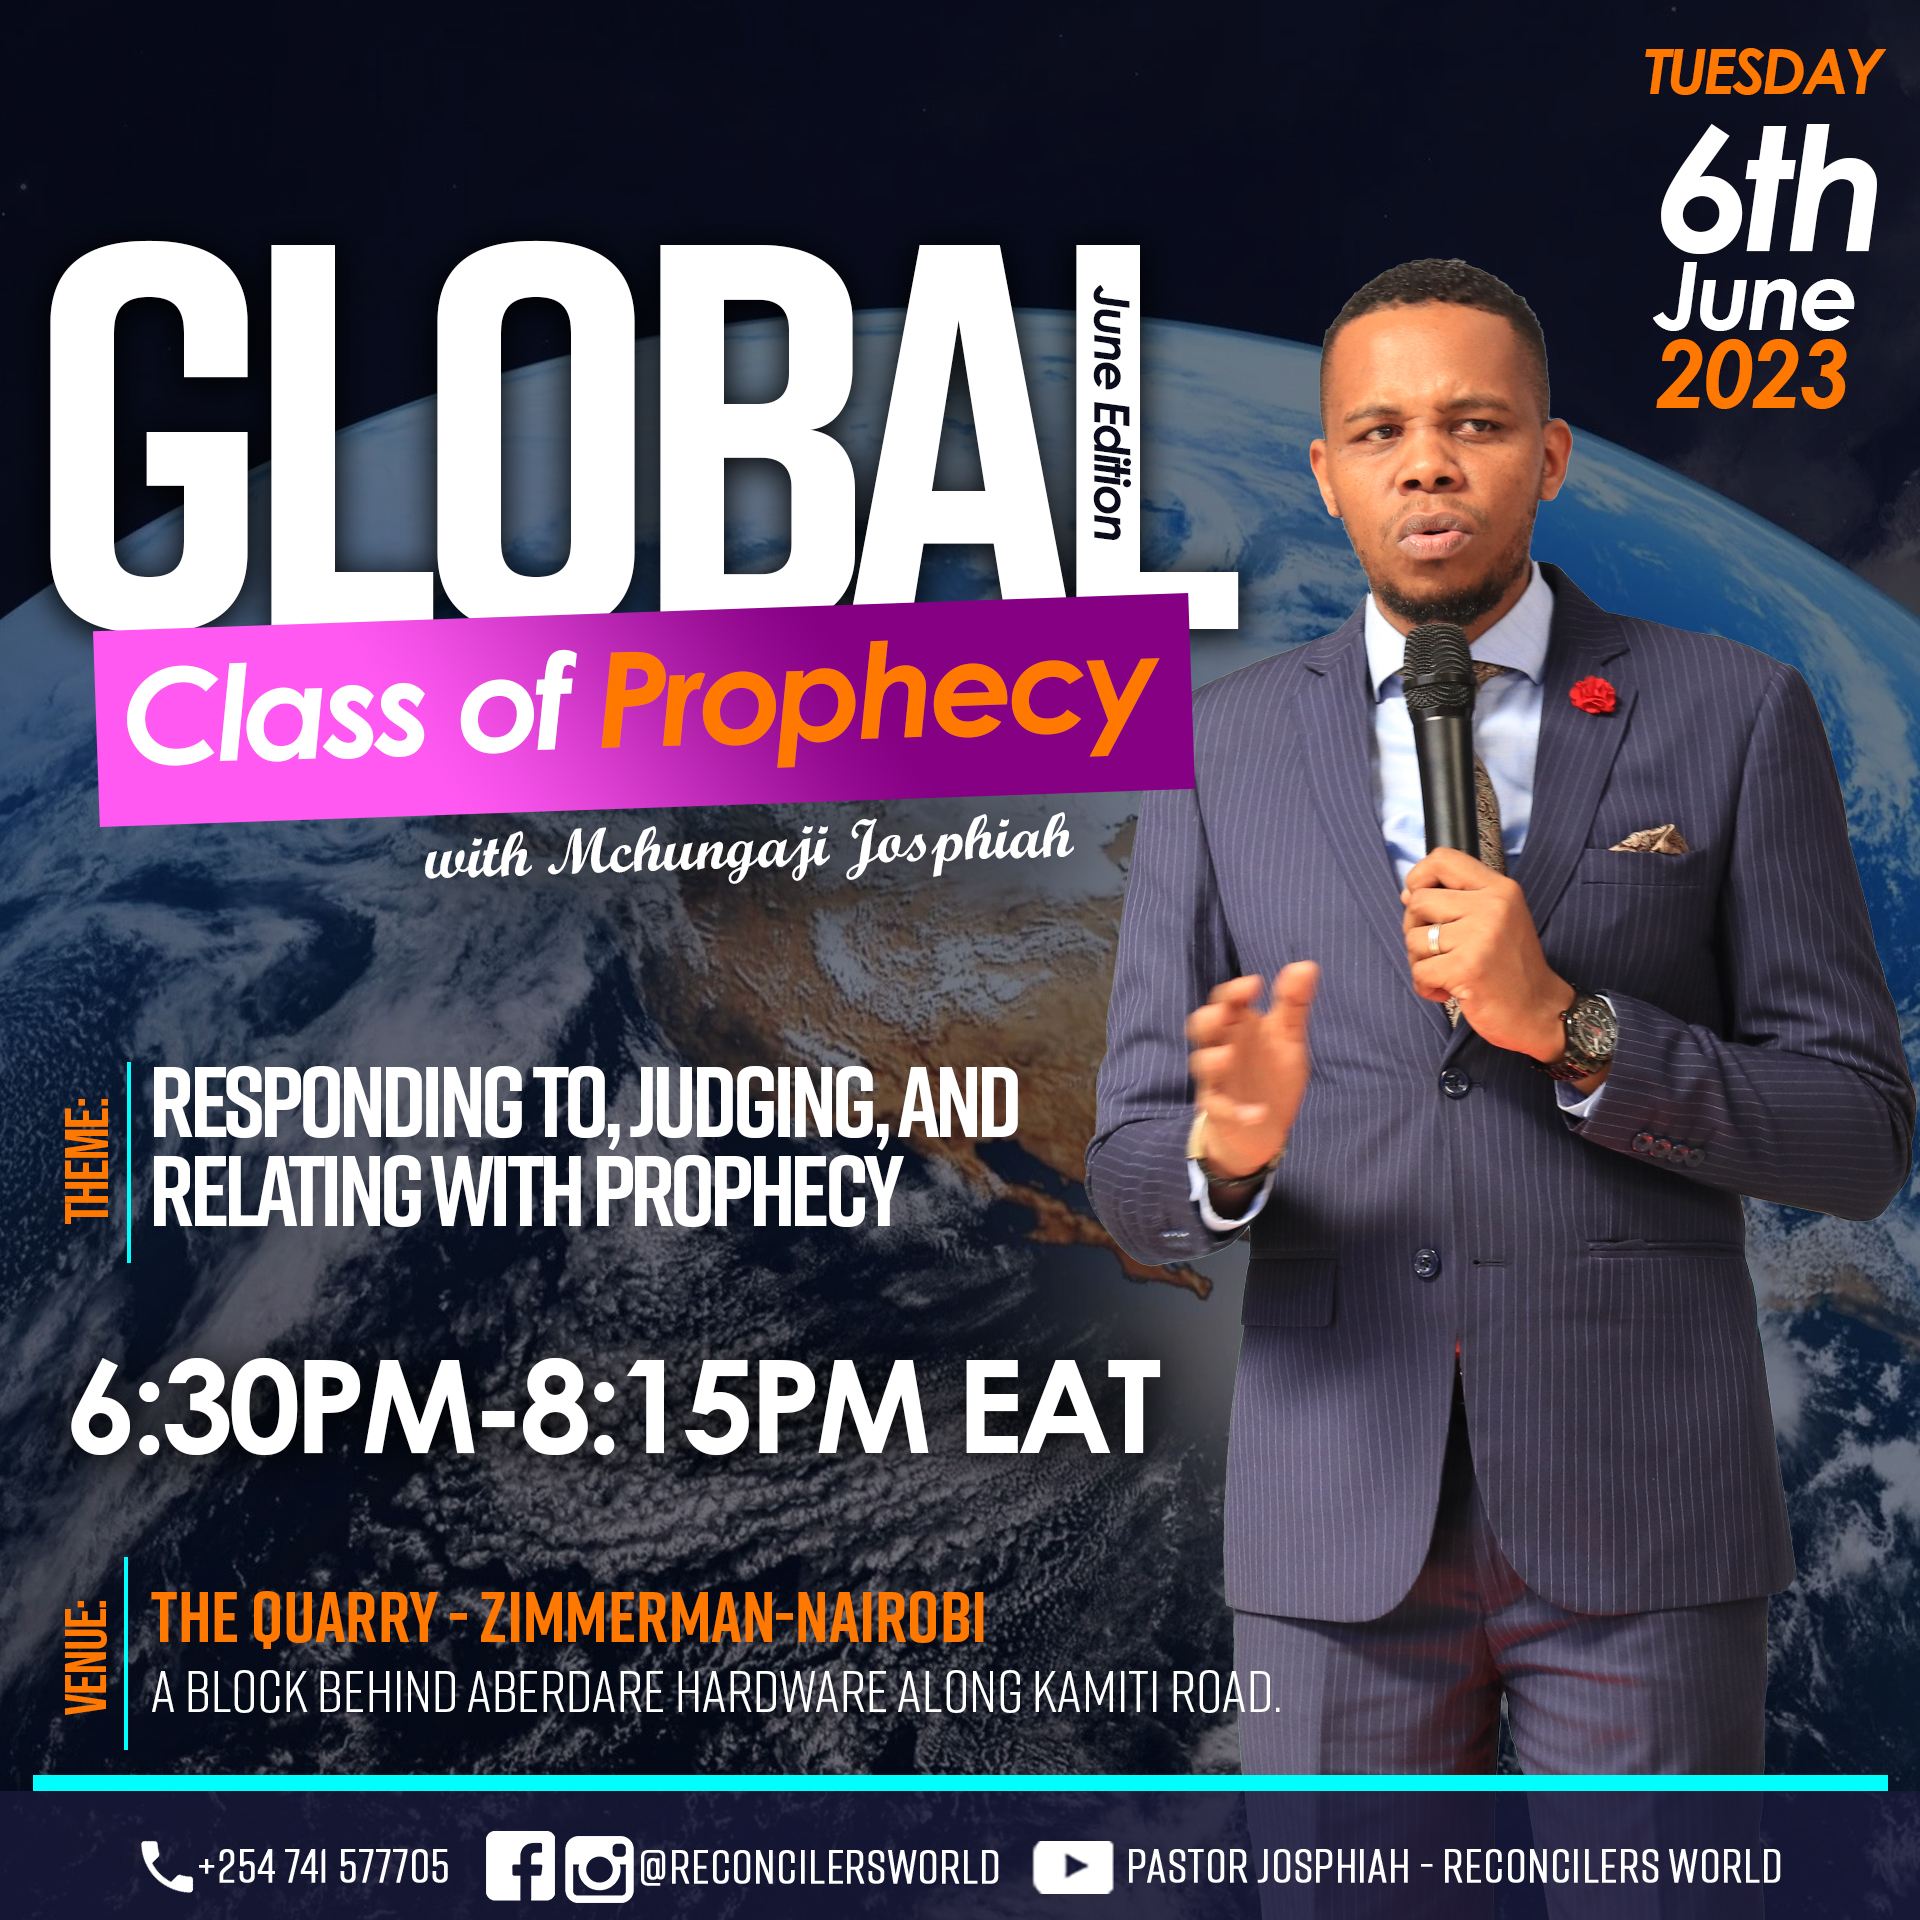 TUESDAY
6th
June
2023
GLOBAL
June Edition
Class of Prophecy
with Mchungaji Josphiah
THEME:
RESPONDING TO, JUDGING, AND
RELATING WITH PROPHECY
6:30PM-8:15PM EAT
VENUE:
THE QUARRY - ZIMMERMAN-NAIROBI
A BLOCK BEHIND ABERDARE HARDWARE ALONG KAMITI ROAD.
+254 741 577705 @RECONCILERSWORLD PASTOR JOSPHIAH - RECONCILERS WORLD